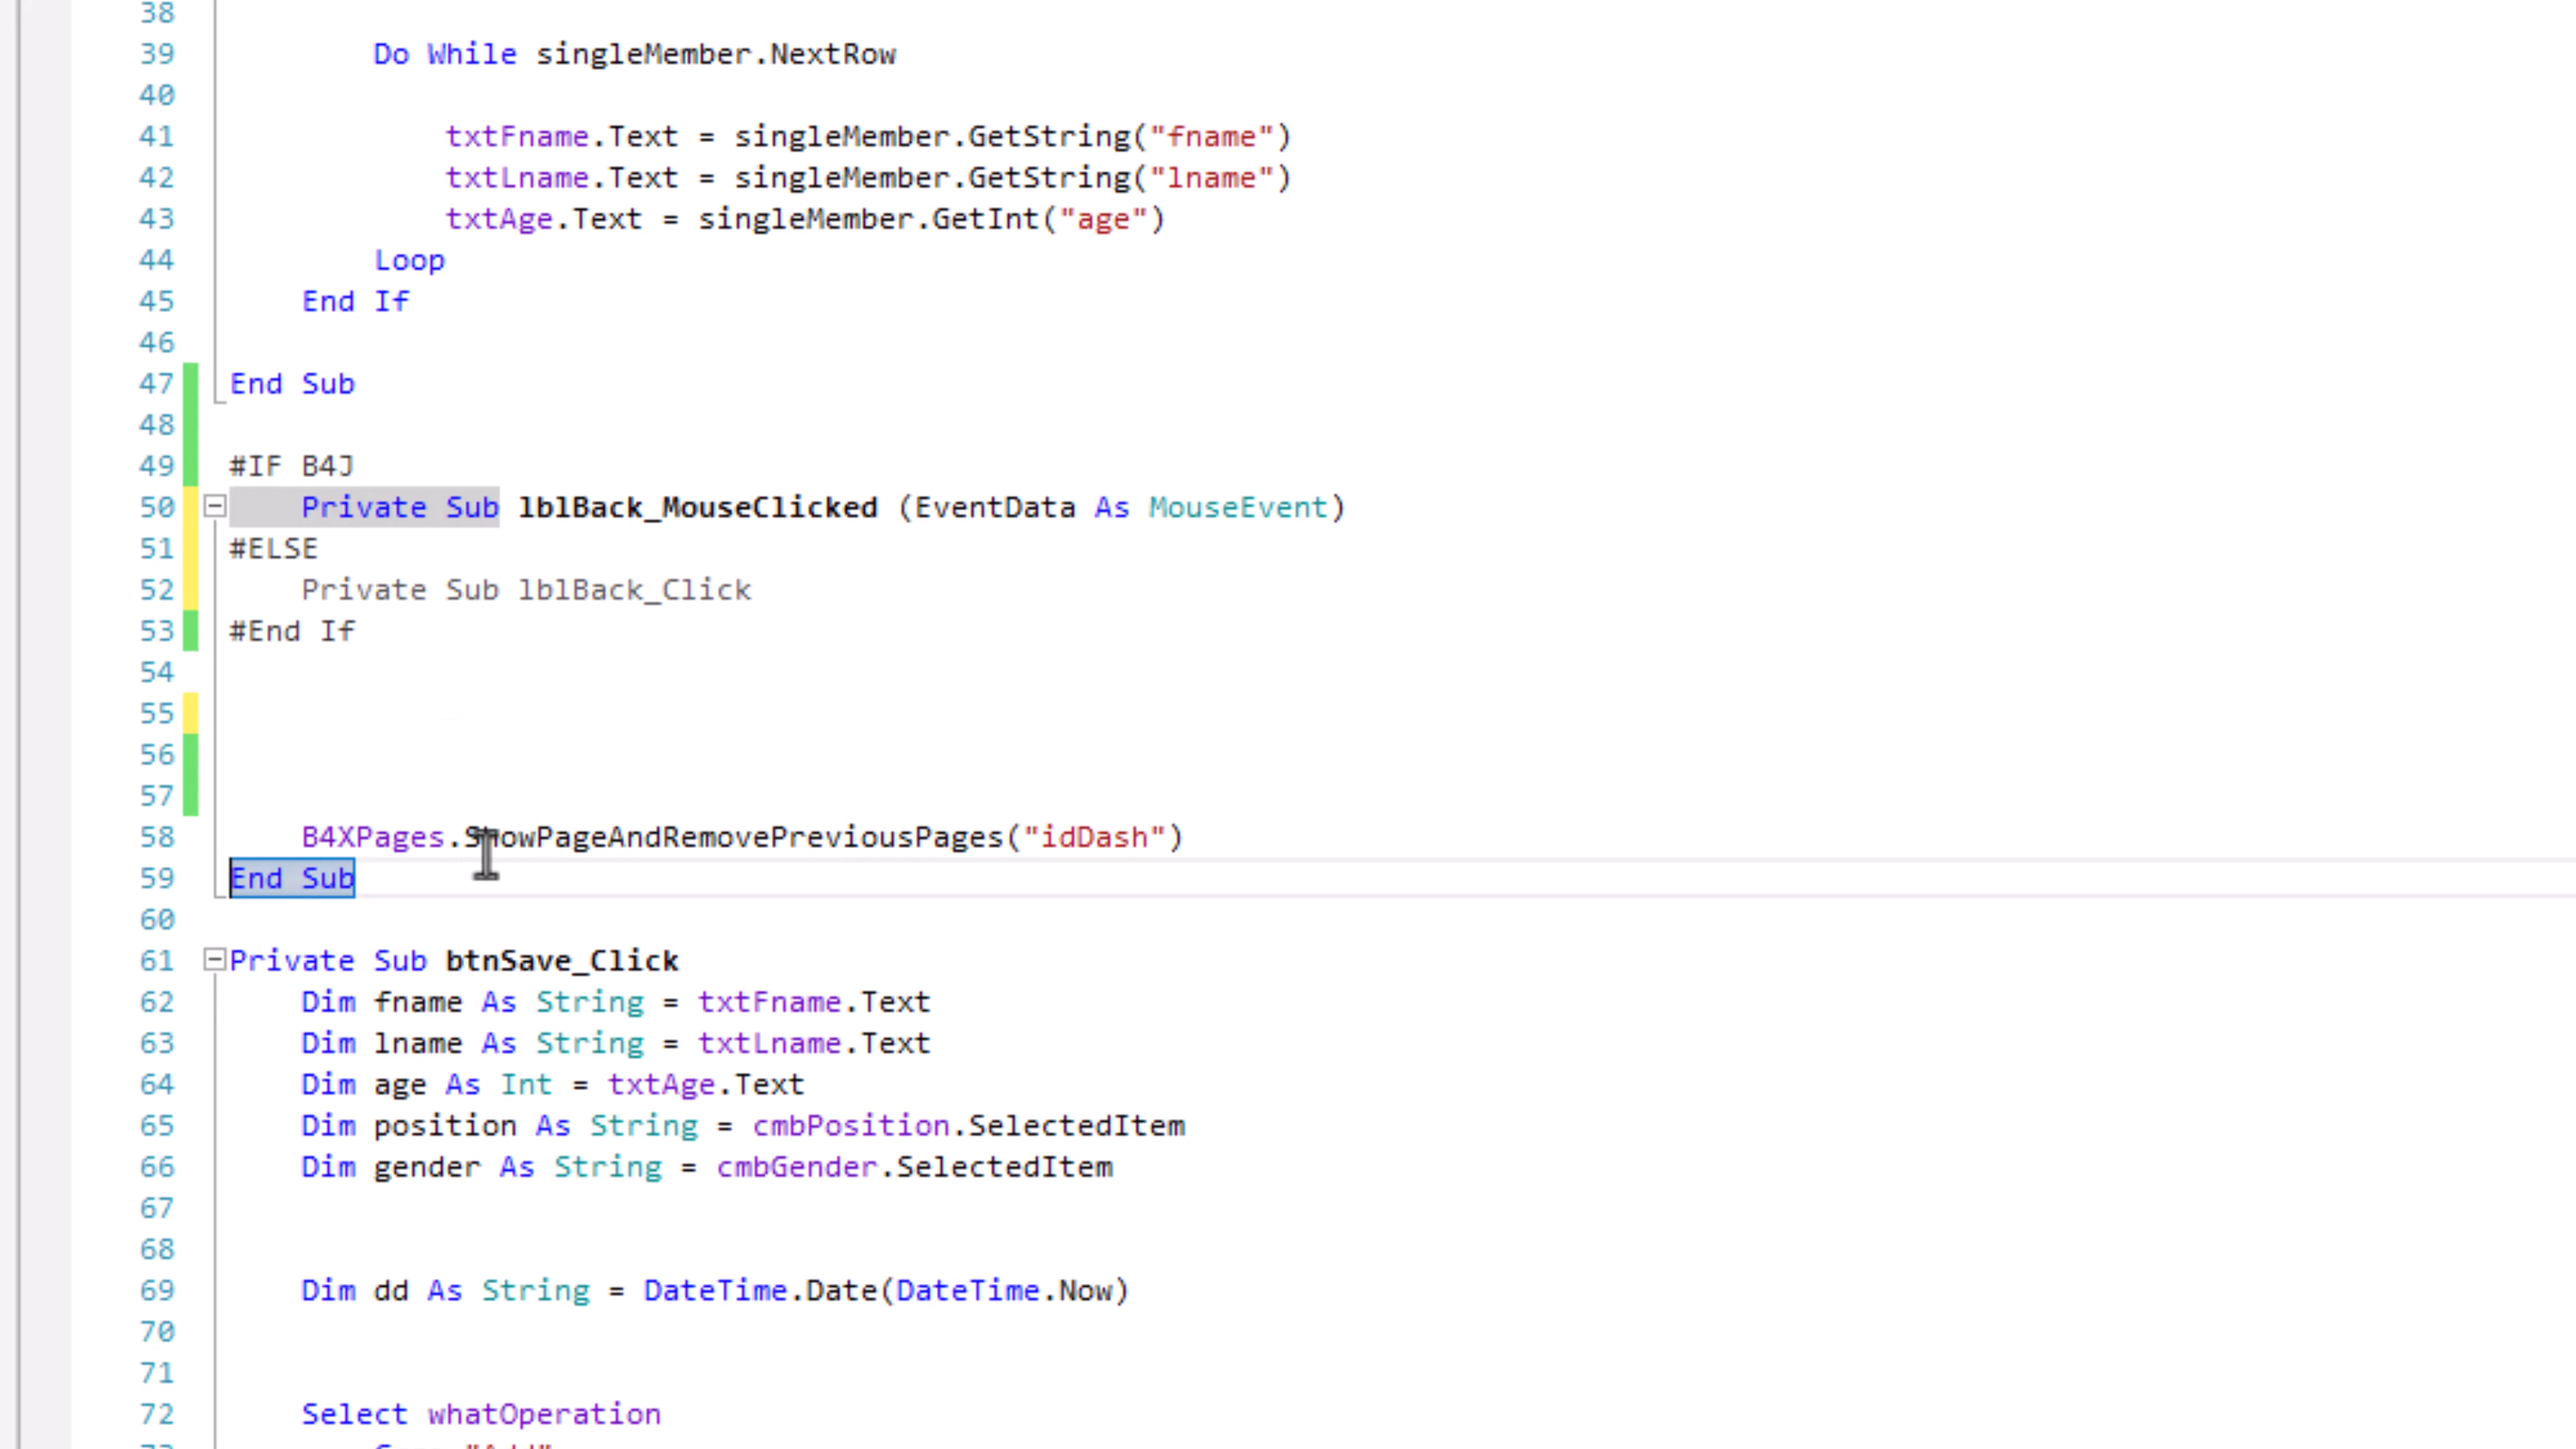 38
39 Do While singleMember.NextRow
40
41 txtFname.Text = singleMember.GetString("fname")
42 txtLname.Text = singleMember.GetString("lname")
43 txtAge.Text = singleMember.GetInt("age")
44 Loop
45 End If
46
47 End Sub
48
49 #IF B4J
50 Private Sub lblBack_MouseClicked (EventData As MouseEvent)
51 #ELSE
52 Private Sub lblBack_Click
53 #End If
54
55
56
57
58 B4XPages.ShowPageAndRemovePreviousPages("idDash")
59 End Sub
60
61 Private Sub btnSave_Click
62 Dim fname As String = txtFname.Text
63 Dim lname As String = txtLname.Text
64 Dim age As Int = txtAge.Text
65 Dim position As String = cmbPosition.SelectedItem
66 Dim gender As String = cmbGender.SelectedItem
67
68
69 Dim dd As String = DateTime.Date(DateTime.Now)
70
71
72 Select whatOperation